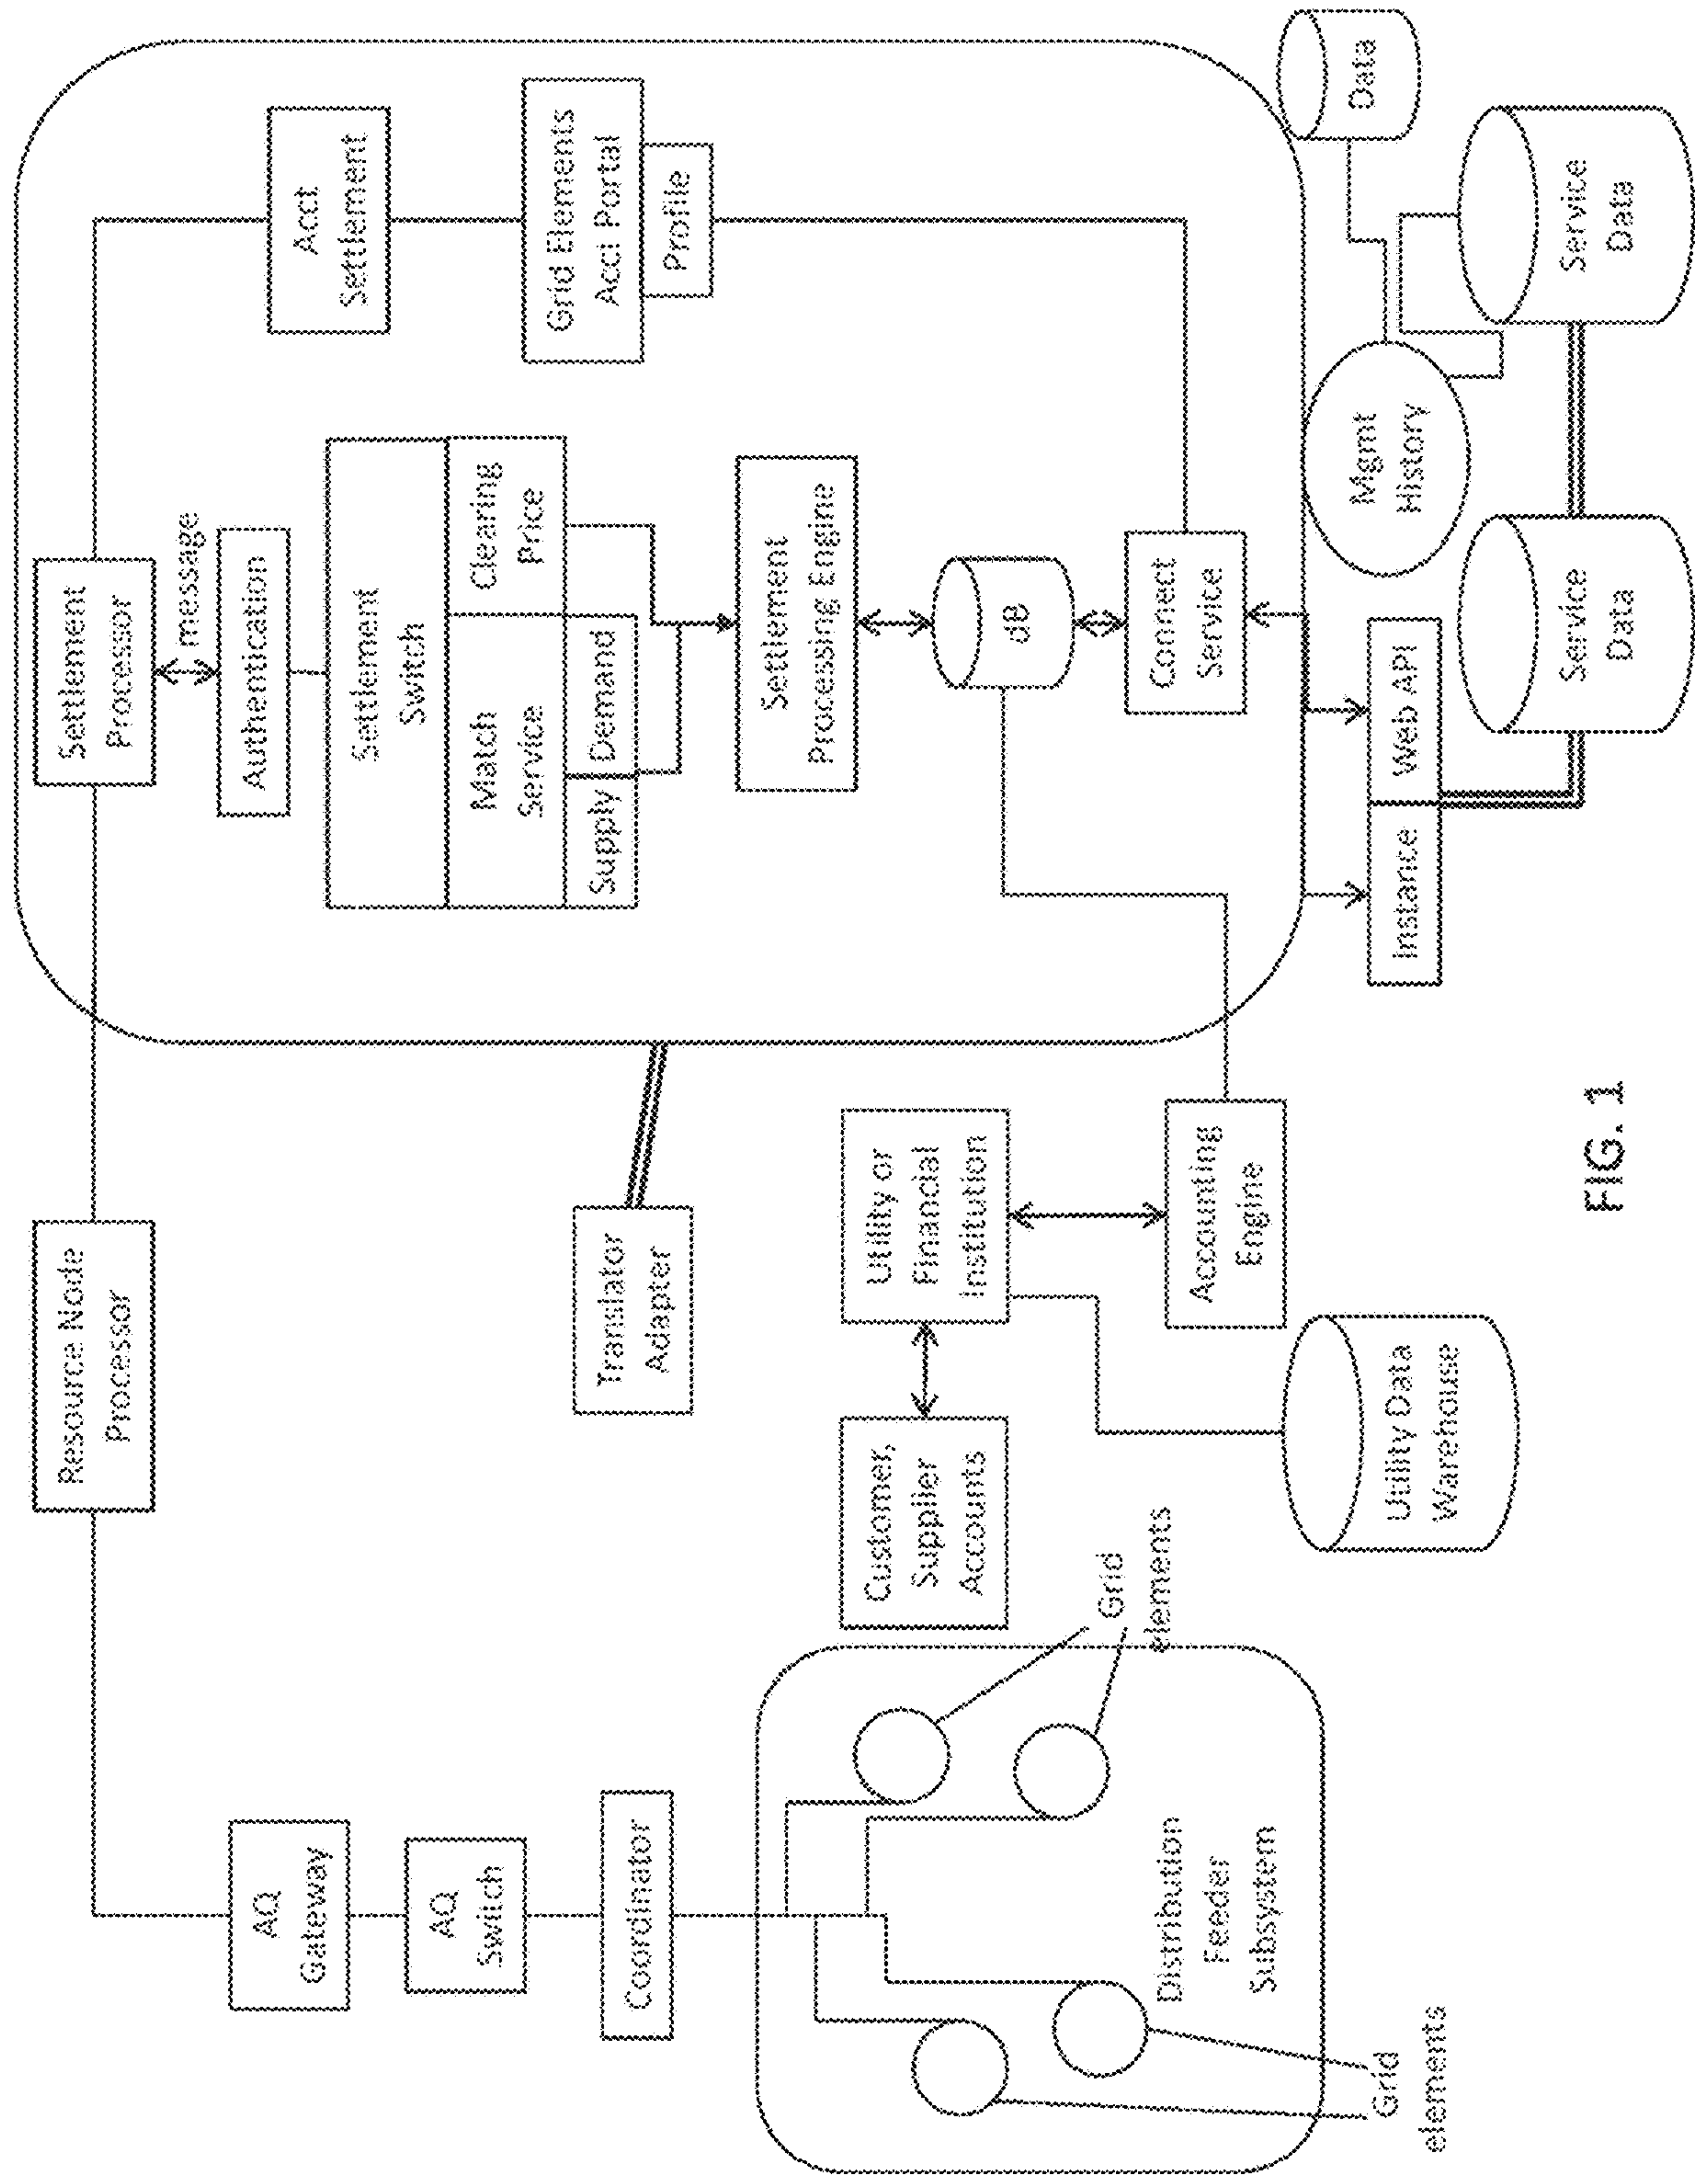 Resource Node
Processor
Settlement
Processor
message
AQ
Gateway
Authentication
Acct
Settlement
AQ
Switch
Settlement
Switch
Match
Service
Clearing
Price
Supply
Demand
Grid Elements
Acct Portal
Profile
Coordinator
Translator
Adapter
Settlement
Processing Engine
Customer,
Supplier
Accounts
Utility or
Financial
Institution
dB
Grid
elements
Distribution
Feeder
Subsystem
Accounting
Engine
Connect
Service
Data
Grid
elements
Utility Data
Warehouse
Instance
Web API
Mgmt
History
Service
Data
Service
Data
FIG. 1